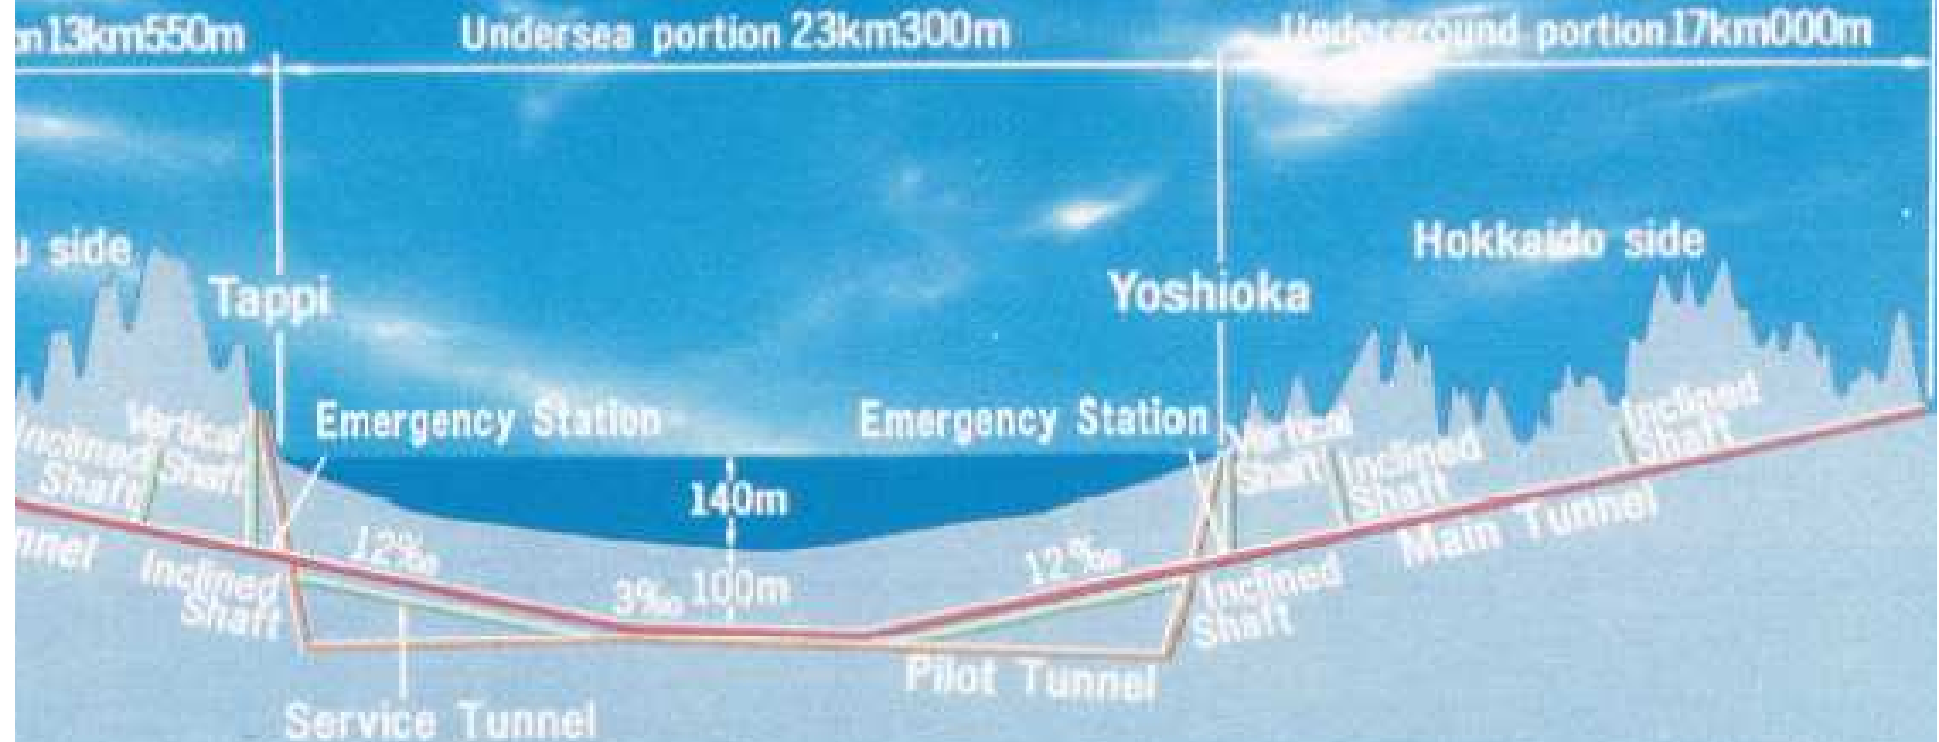 n 13km550m
Undersea portion 23km300m
Underground portion 17km000m
u side
Hokkaido side
Tappi
Yoshioka
Emergency Station
Emergency Station
Inclined
Shaft
Vertical
Shaft
Vertical
Shaft
Inclined
Shaft
Inclined
Shaft
140m
12‰
3‰
100m
12‰
nnel
Inclined
Shaft
Inclined
Shaft
Main Tunnel
Pilot Tunnel
Service Tunnel